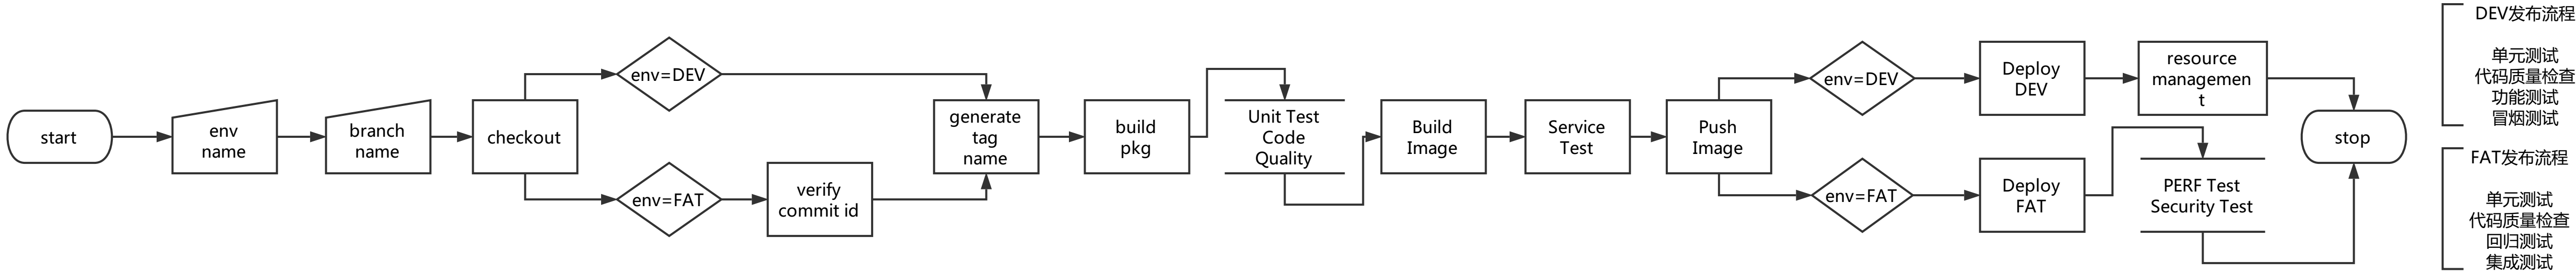 start
env
name
branch
name
checkout
env=DEV
env=FAT
verify
commit id
generate
tag
name
build
pkg
Unit Test
Code
Quality
Build
Image
Service
Test
Push
Image
env=DEV
Deploy
DEV
resource
managemen
t
env=FAT
Deploy
FAT
PERF Test
Security Test
stop
DEV发布流程
单元测试
代码质量检查
功能测试
冒烟测试
FAT发布流程
单元测试
代码质量检查
回归测试
集成测试